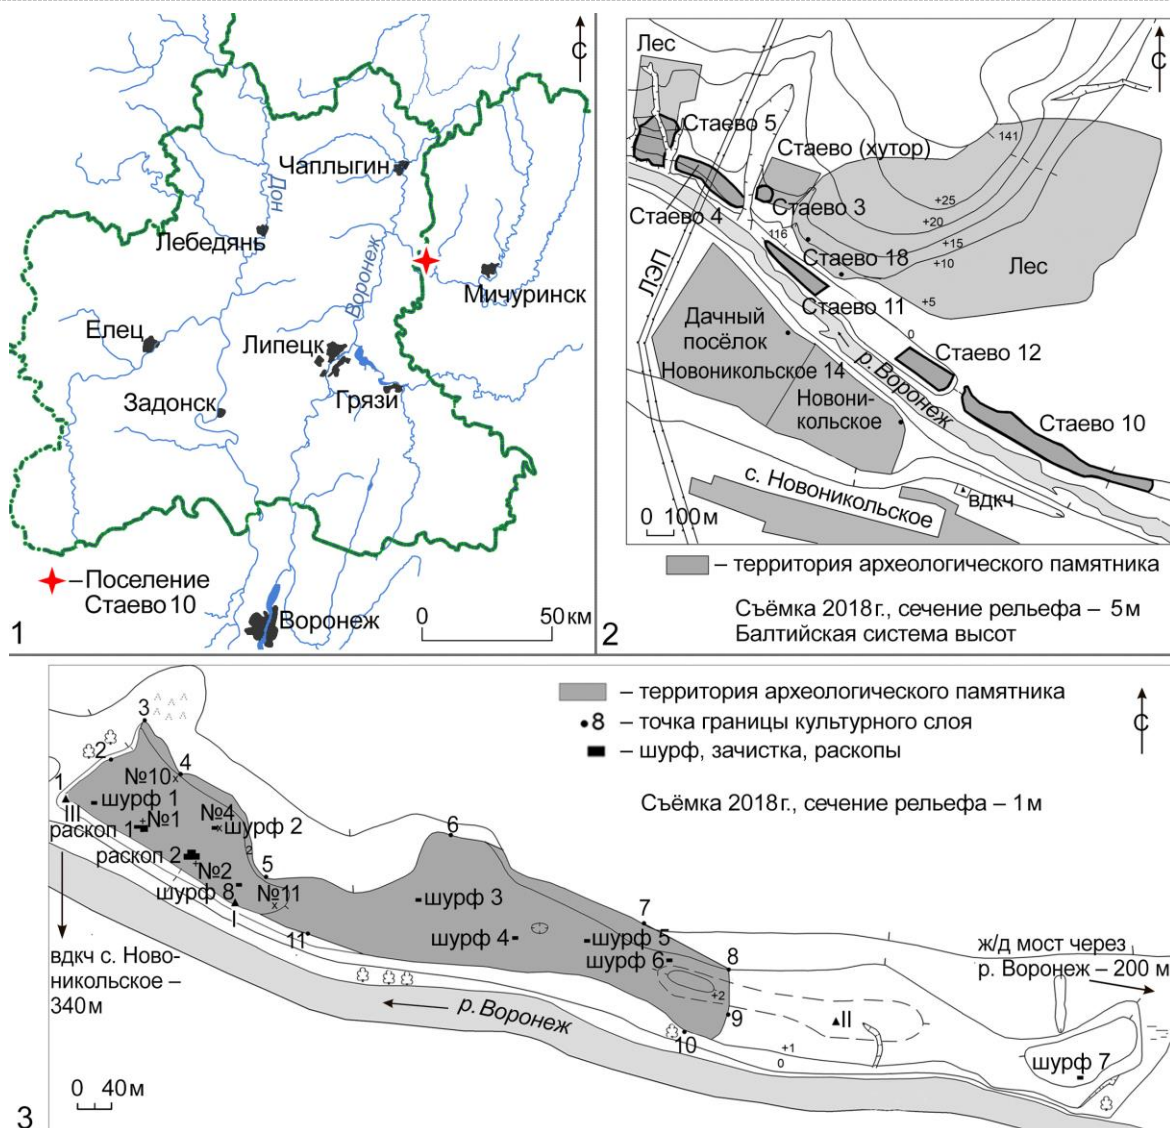 С
Чаплыгин
Дон
Лебедянь
Воронеж
Мичуринск
Елец
Липецк
Задонск
Грязи
– Поселение
Стаево 10
Воронеж
0 50 км
1
2
С
Лес
Стаево 5
Стаево (хутор)
141
+25
Стаево 4
Стаево 3
+20
116
+15
Стаево 18
+10
Лес
ЛЭП
Стаево 11
+5
Дачный
посёлок
0
Стаево 12
р. Воронеж
Новоникольское 14
Новони-
кольское
Стаево 10
с. Новоникольское
вдкч
0 100 м
– территория археологического памятника
Съёмка 2018 г., сечение рельефа – 5 м
Балтийская система высот
– территория археологического памятника
8 – точка границы культурного слоя
– шурф, зачистка, раскопы
С
Съёмка 2018 г., сечение рельефа – 1 м
3
2
4
№10
1
III
шурф 1
№1
№4
раскоп 1
шурф 2
6
2
раскоп 2
5
№2
шурф 8
№11
I
шурф 3
7
11
шурф 4
шурф 5
шурф 6
8
+2
9
II
10
+1
0
вдкч с. Ново-
никольское –
340 м
р. Воронеж
ж/д мост через
р. Воронеж – 200 м
шурф 7
0 40 м
3